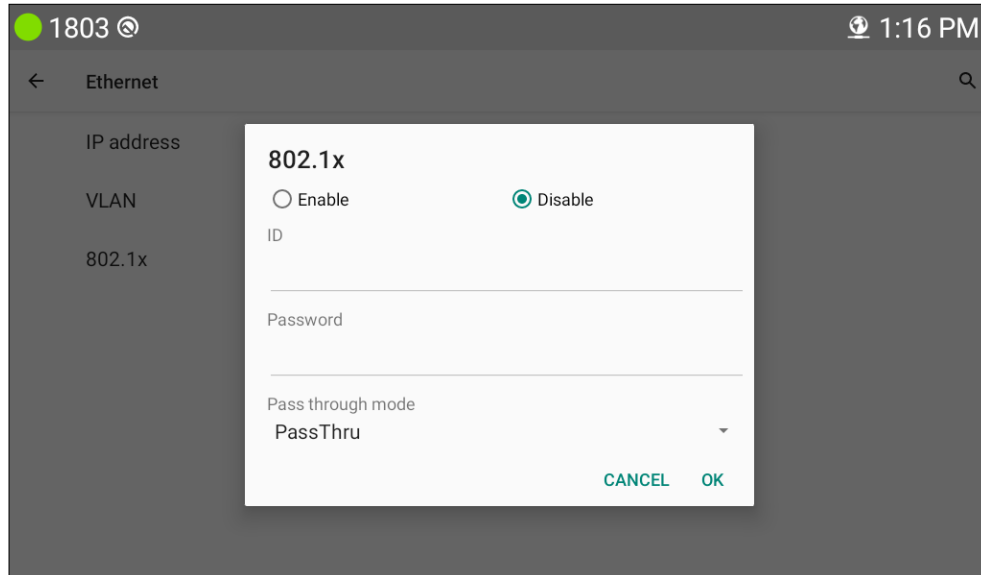 1803 1:16 PM
Ethernet
IP address
VLAN
802.1x
802.1x
Enable Disable
ID
Password
Pass through mode
PassThru
CANCEL OK